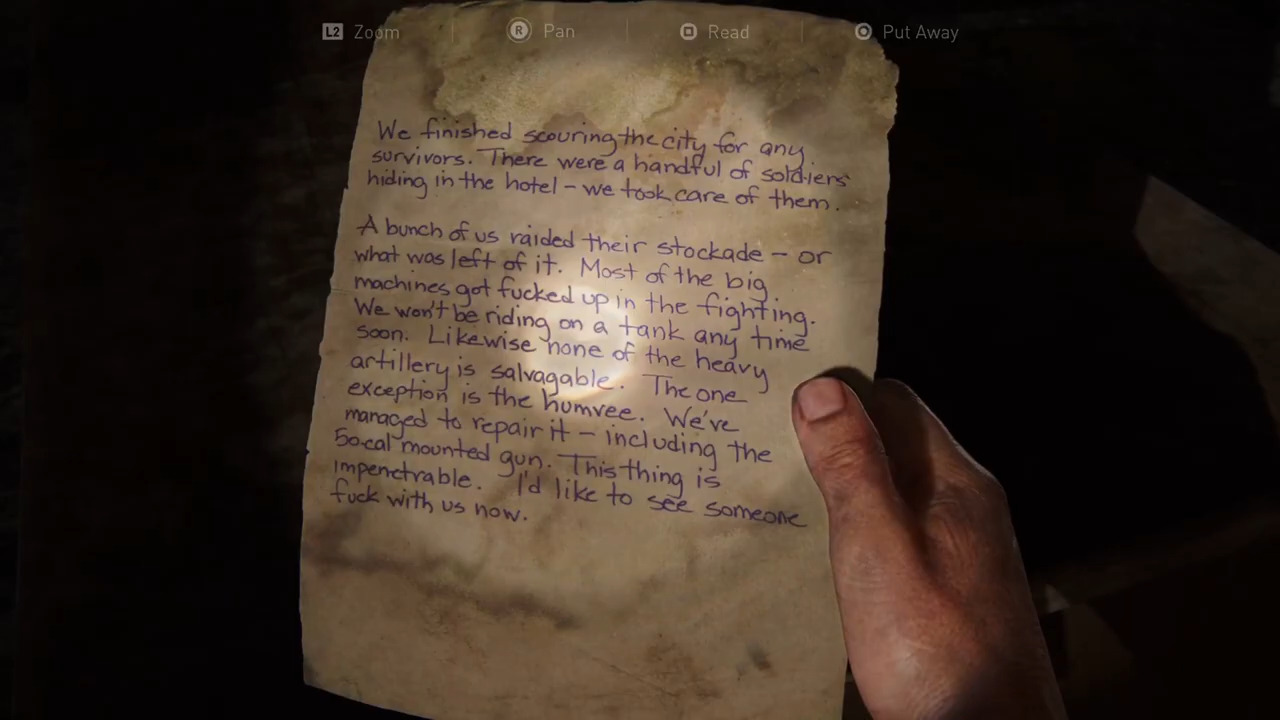 L2 Zoom R Pan Read Put Away
We finished scouring the city for any
survivors. There were a handful of soldiers
hiding in the hotel – we took care of them.
A bunch of us raided their stockade – or
what was left of it. Most of the big
machines got fucked up in the fighting.
We won't be riding on a tank any time
soon. Likewise none of the heavy
artillery is salvagable. The one
exception is the humvee. We've
managed to repair it – including the
50cal mounted gun. This thing is
impenetrable. I'd like to see someone
fuck with us now.